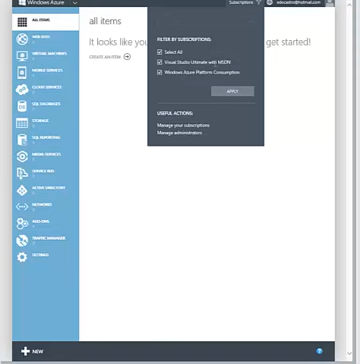 Windows Azure
Subscriptions
ALL ITEMS
WEB SITES
VIRTUAL MACHINES
MOBILE SERVICES
CLOUD SERVICES
SQL DATABASES
STORAGE
SQL REPORTING
MEDIA SERVICES
SERVICE BUS
ACTIVE DIRECTORY
NETWORKS
ADD-ONS
TRAFFIC MANAGER
SETTINGS
all items
It looks like you
get started!
CREATE AN ITEM
FILTER BY SUBSCRIPTIONS:
Select All
Visual Studio Ultimate with MSDN
Windows Azure Platform Consumption
APPLY
USEFUL ACTIONS:
Manage your subscriptions
Manage administrators
NEW
?